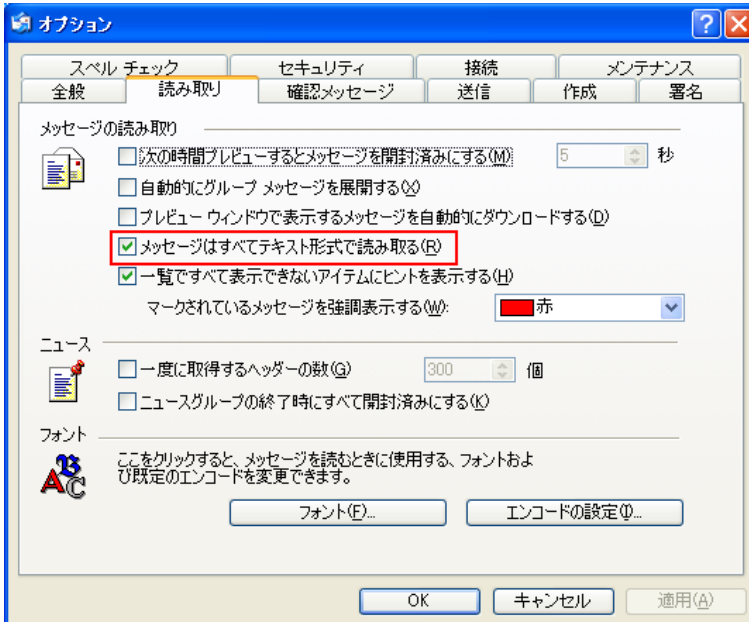 オプション
スペル チェック セキュリティ 接続 メンテナンス
全般 読み取り 確認メッセージ 送信 作成 署名
メッセージの読み取り
次の時間プレビューするとメッセージを開封済みにする(M) 5 秒
自動的にグループ メッセージを展開する(X)
プレビュー ウィンドウで表示するメッセージを自動的にダウンロードする(D)
メッセージはすべてテキスト形式で読み取る(R)
一覧ですべて表示できないアイテムにヒントを表示する(H)
マークされているメッセージを強調表示する(W): 赤
ニュース
一度に取得するヘッダーの数(G) 300 個
ニュースグループの終了時にすべて開封済みにする(K)
フォント
ここをクリックすると、メッセージを読むときに使用する、フォントおよ
び既定のエンコードを変更できます。
フォント(F)... エンコードの設定(I)...
OK キャンセル 適用(A)